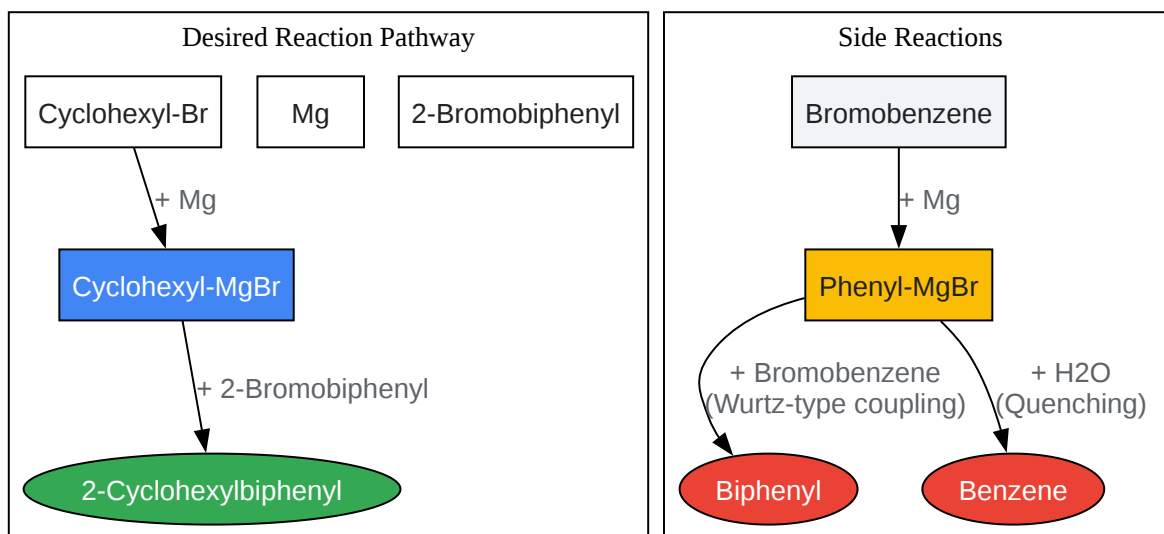 Desired Reaction Pathway
Cyclohexyl-Br
Mg
2-Bromobiphenyl
+ Mg
Cyclohexyl-MgBr
+ 2-Bromobiphenyl
2-Cyclohexylbiphenyl
Side Reactions
Bromobenzene
+ Mg
Phenyl-MgBr
+ Bromobenzene
(Wurtz-type coupling)
+ H2O
(Quenching)
Biphenyl
Benzene